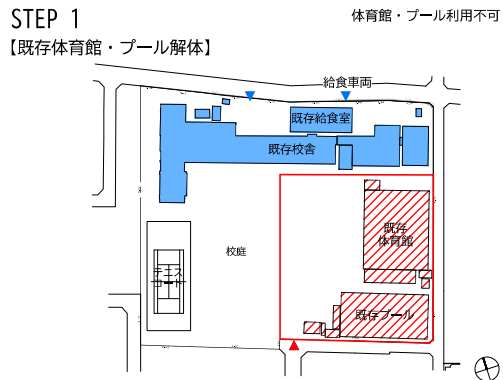 STEP 1
体育館・プール利用不可
【既存体育館・プール解体】
給食車両
既存給食室
既存校舎
既存
体育館
校庭
テニス
コート
既存プール
N